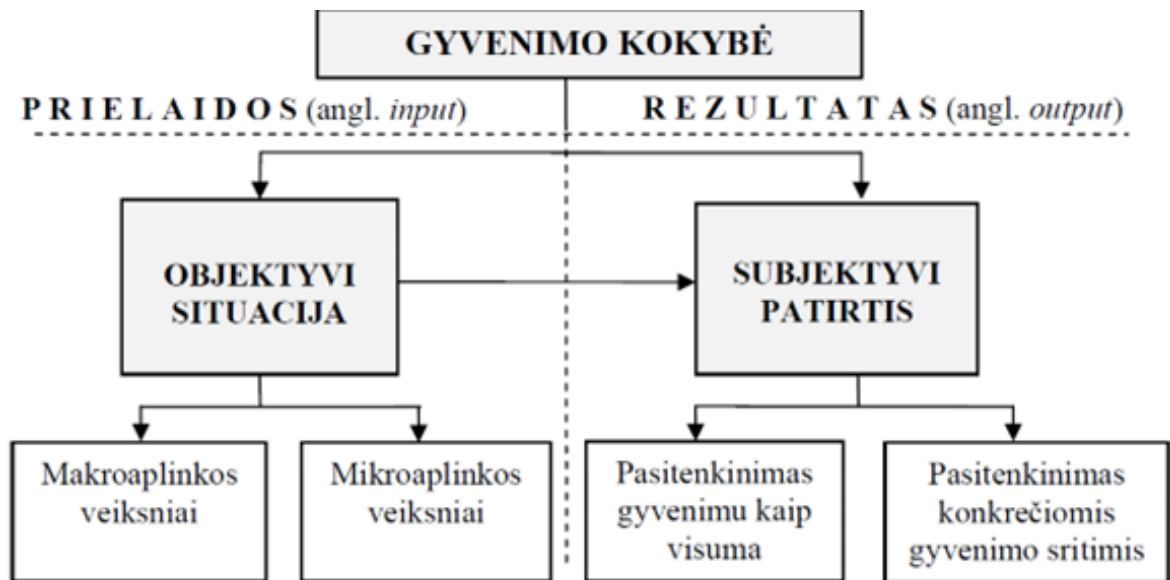 GYVENIMO KOKYBĖ
PRIELAIDOS (angl. input)
REZULTATAS (angl. output)
OBJEKTYVI
SITUACIJA
SUBJEKTYVI
PATIRTIS
Makroaplinkos
veiksniai
Mikroaplinkos
veiksniai
Pasitenkinimas
gyvenimu kaip
visuma
Pasitenkinimas
konkrečiomis
gyvenimo sritimis